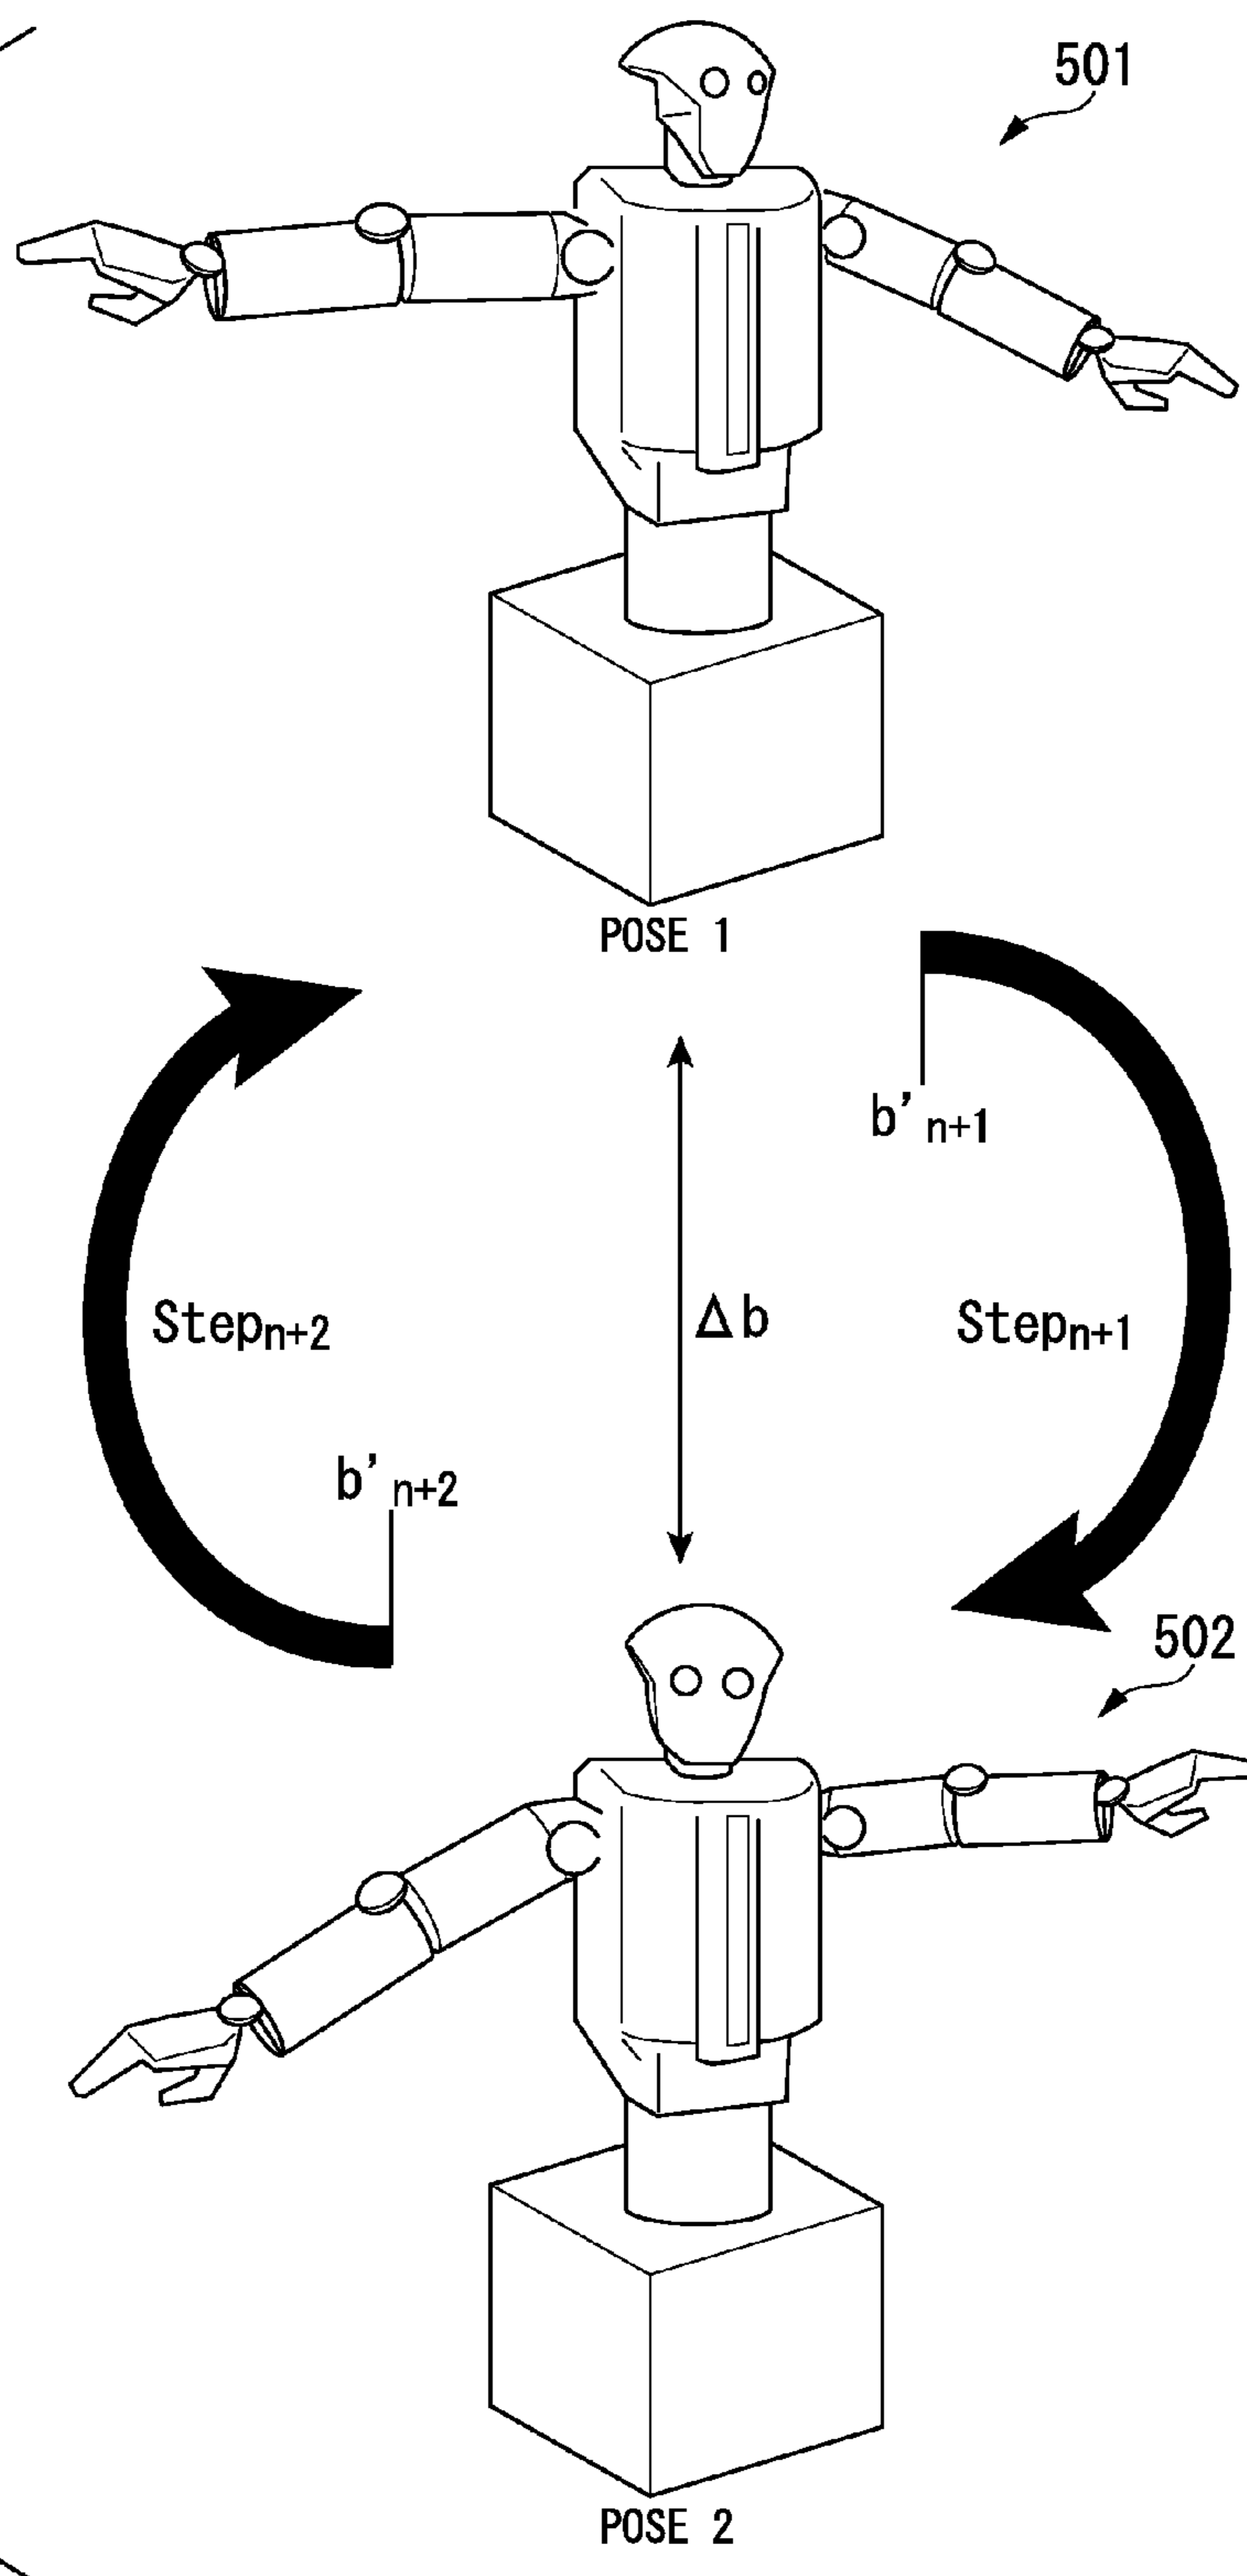 501
POSE 1
b'n+1
Stepn+2
Δb
Stepn+1
b'n+2
502
POSE 2